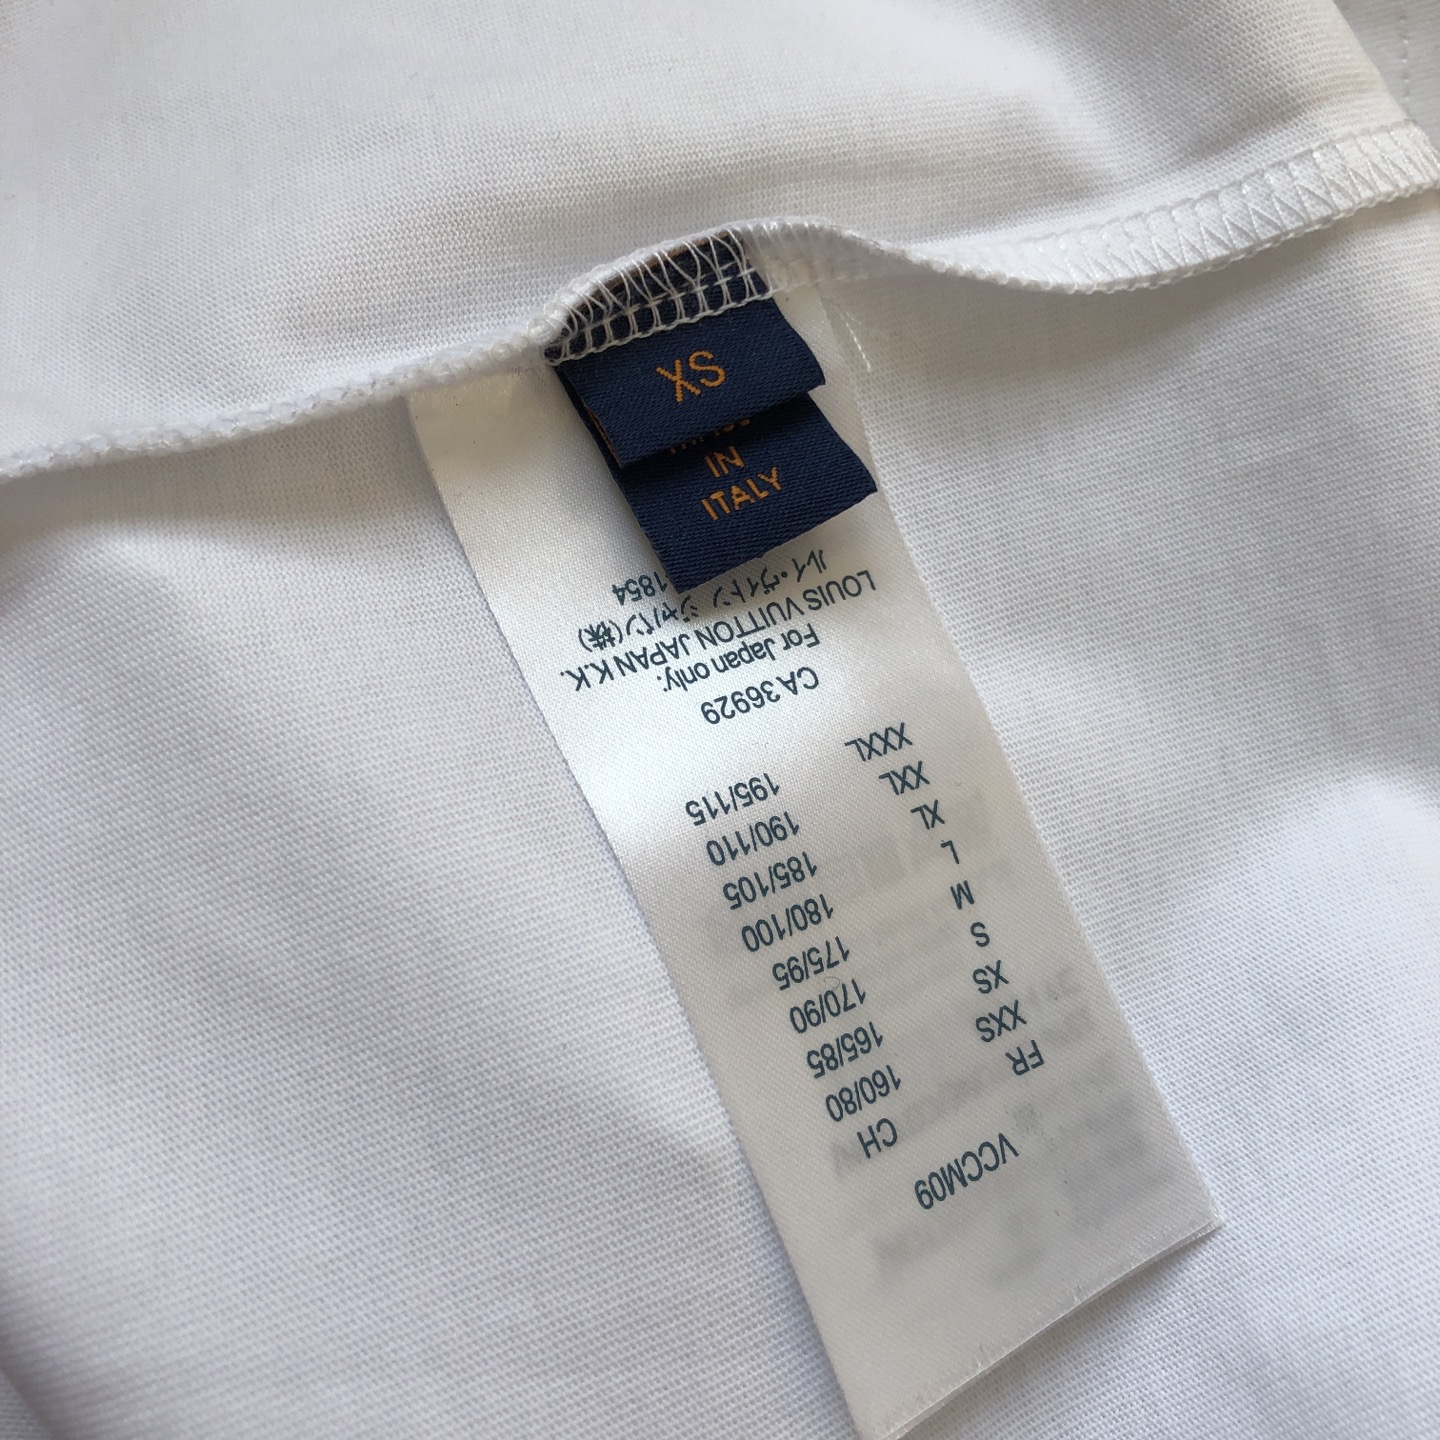 XS
IN
ITALY
VCCM09
FR CH
XXS 160/80
XS 165/85
S 170/90
M 175/95
L 180/100
XL 185/105
XXL 190/110
XXXL 195/115
CA 36929
For Japan only:
LOUIS VUITTON JAPAN K.K.
ルイ・ヴィトン ジャパン(株)
1854